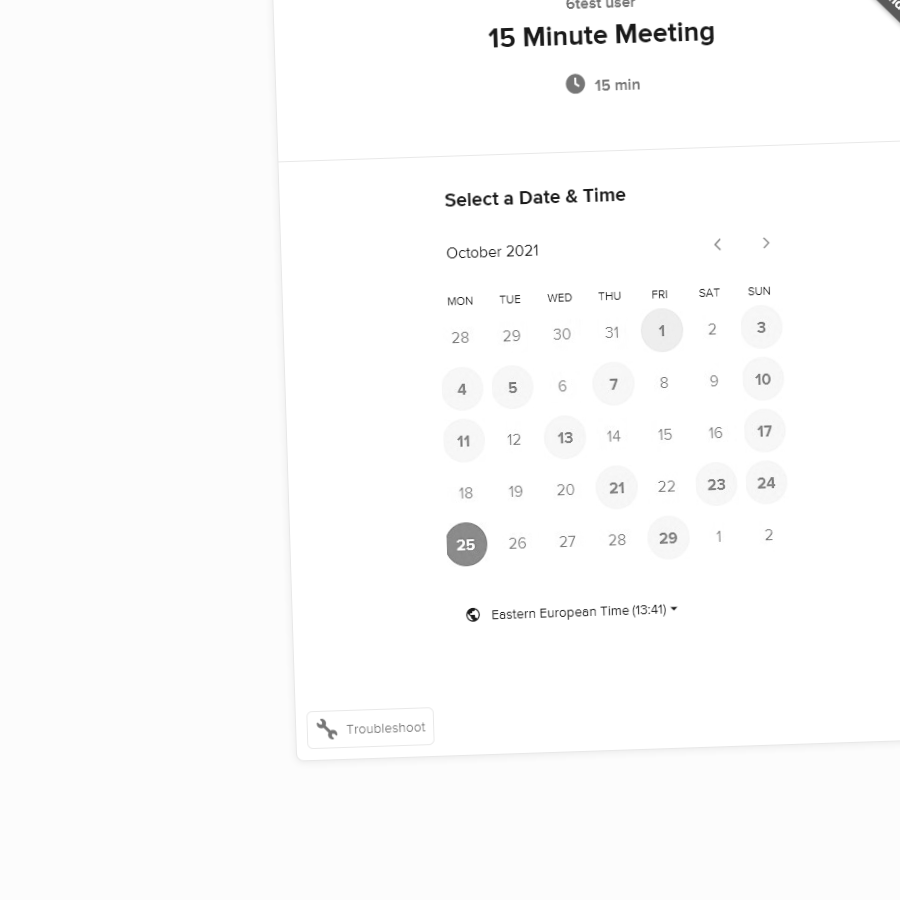 6test user
15 Minute Meeting
15 min
Select a Date & Time
October 2021
MON TUE WED THU FRI SAT SUN
28 29 30 31 1 2 3
4 5 6 7 8 9 10
11 12 13 14 15 16 17
18 19 20 21 22 23 24
25 26 27 28 29 1 2
Eastern European Time (13:41)
Troubleshoot